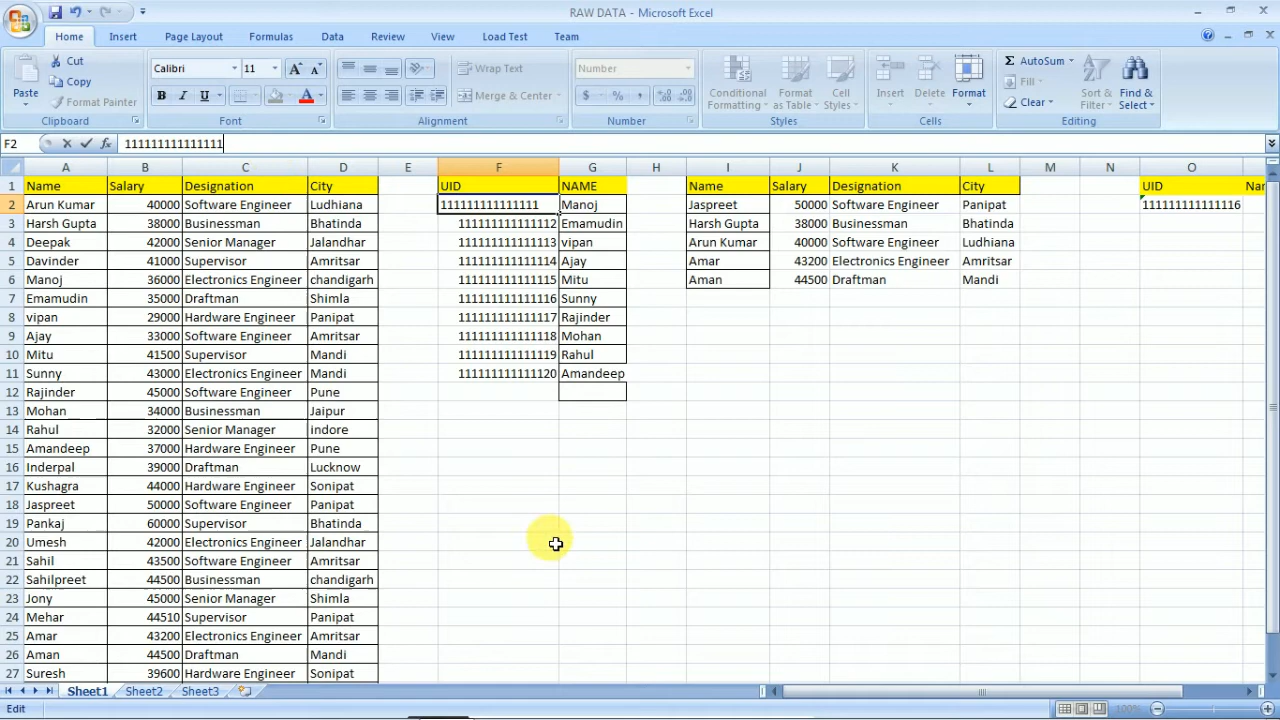 RAW DATA - Microsoft Excel
Home Insert Page Layout Formulas Data Review View Load Test Team
Paste Cut Copy Format Painter Clipboard
Calibri 11 B I U A Font
Wrap Text Merge & Center Alignment
Number $ % , Number
Conditional Formatting Format as Table Cell Styles Styles
Insert Delete Format Cells
Σ AutoSum Fill Clear Sort & Filter Find & Select Editing
F2 fx 111111111111111
A B C D E F G H I J K L M N O
1 Name Salary Designation City UID NAME Name Salary Designation City UID Nar
2 Arun Kumar 40000 Software Engineer Ludhiana 111111111111111 Manoj Jaspreet 50000 Software Engineer Panipat 111111111111116
3 Harsh Gupta 38000 Businessman Bhatinda 111111111111112 Emamudin Harsh Gupta 38000 Businessman Bhatinda
4 Deepak 42000 Senior Manager Jalandhar 111111111111113 vipan Arun Kumar 40000 Software Engineer Ludhiana
5 Davinder 41000 Supervisor Amritsar 111111111111114 Ajay Amar 43200 Electronics Engineer Amritsar
6 Manoj 36000 Electronics Engineer chandigarh 111111111111115 Mitu Aman 44500 Draftman Mandi
7 Emamudin 35000 Draftman Shimla 111111111111116 Sunny
8 vipan 29000 Hardware Engineer Panipat 111111111111117 Rajinder
9 Ajay 33000 Software Engineer Amritsar 111111111111118 Mohan
10 Mitu 41500 Supervisor Mandi 111111111111119 Rahul
11 Sunny 43000 Electronics Engineer Mandi 111111111111120 Amandeep
12 Rajinder 45000 Software Engineer Pune
13 Mohan 34000 Businessman Jaipur
14 Rahul 32000 Senior Manager indore
15 Amandeep 37000 Hardware Engineer Pune
16 Inderpal 39000 Draftman Lucknow
17 Kushagra 44000 Hardware Engineer Sonipat
18 Jaspreet 50000 Software Engineer Panipat
19 Pankaj 60000 Supervisor Bhatinda
20 Umesh 42000 Electronics Engineer Jalandhar
21 Sahil 43500 Software Engineer Amritsar
22 Sahilpreet 44500 Businessman chandigarh
23 Jony 45000 Senior Manager Shimla
24 Mehar 44510 Supervisor Panipat
25 Amar 43200 Electronics Engineer Amritsar
26 Aman 44500 Draftman Mandi
27 Suresh 39600 Hardware Engineer Sonipat
Sheet1 Sheet2 Sheet3
Edit 100%